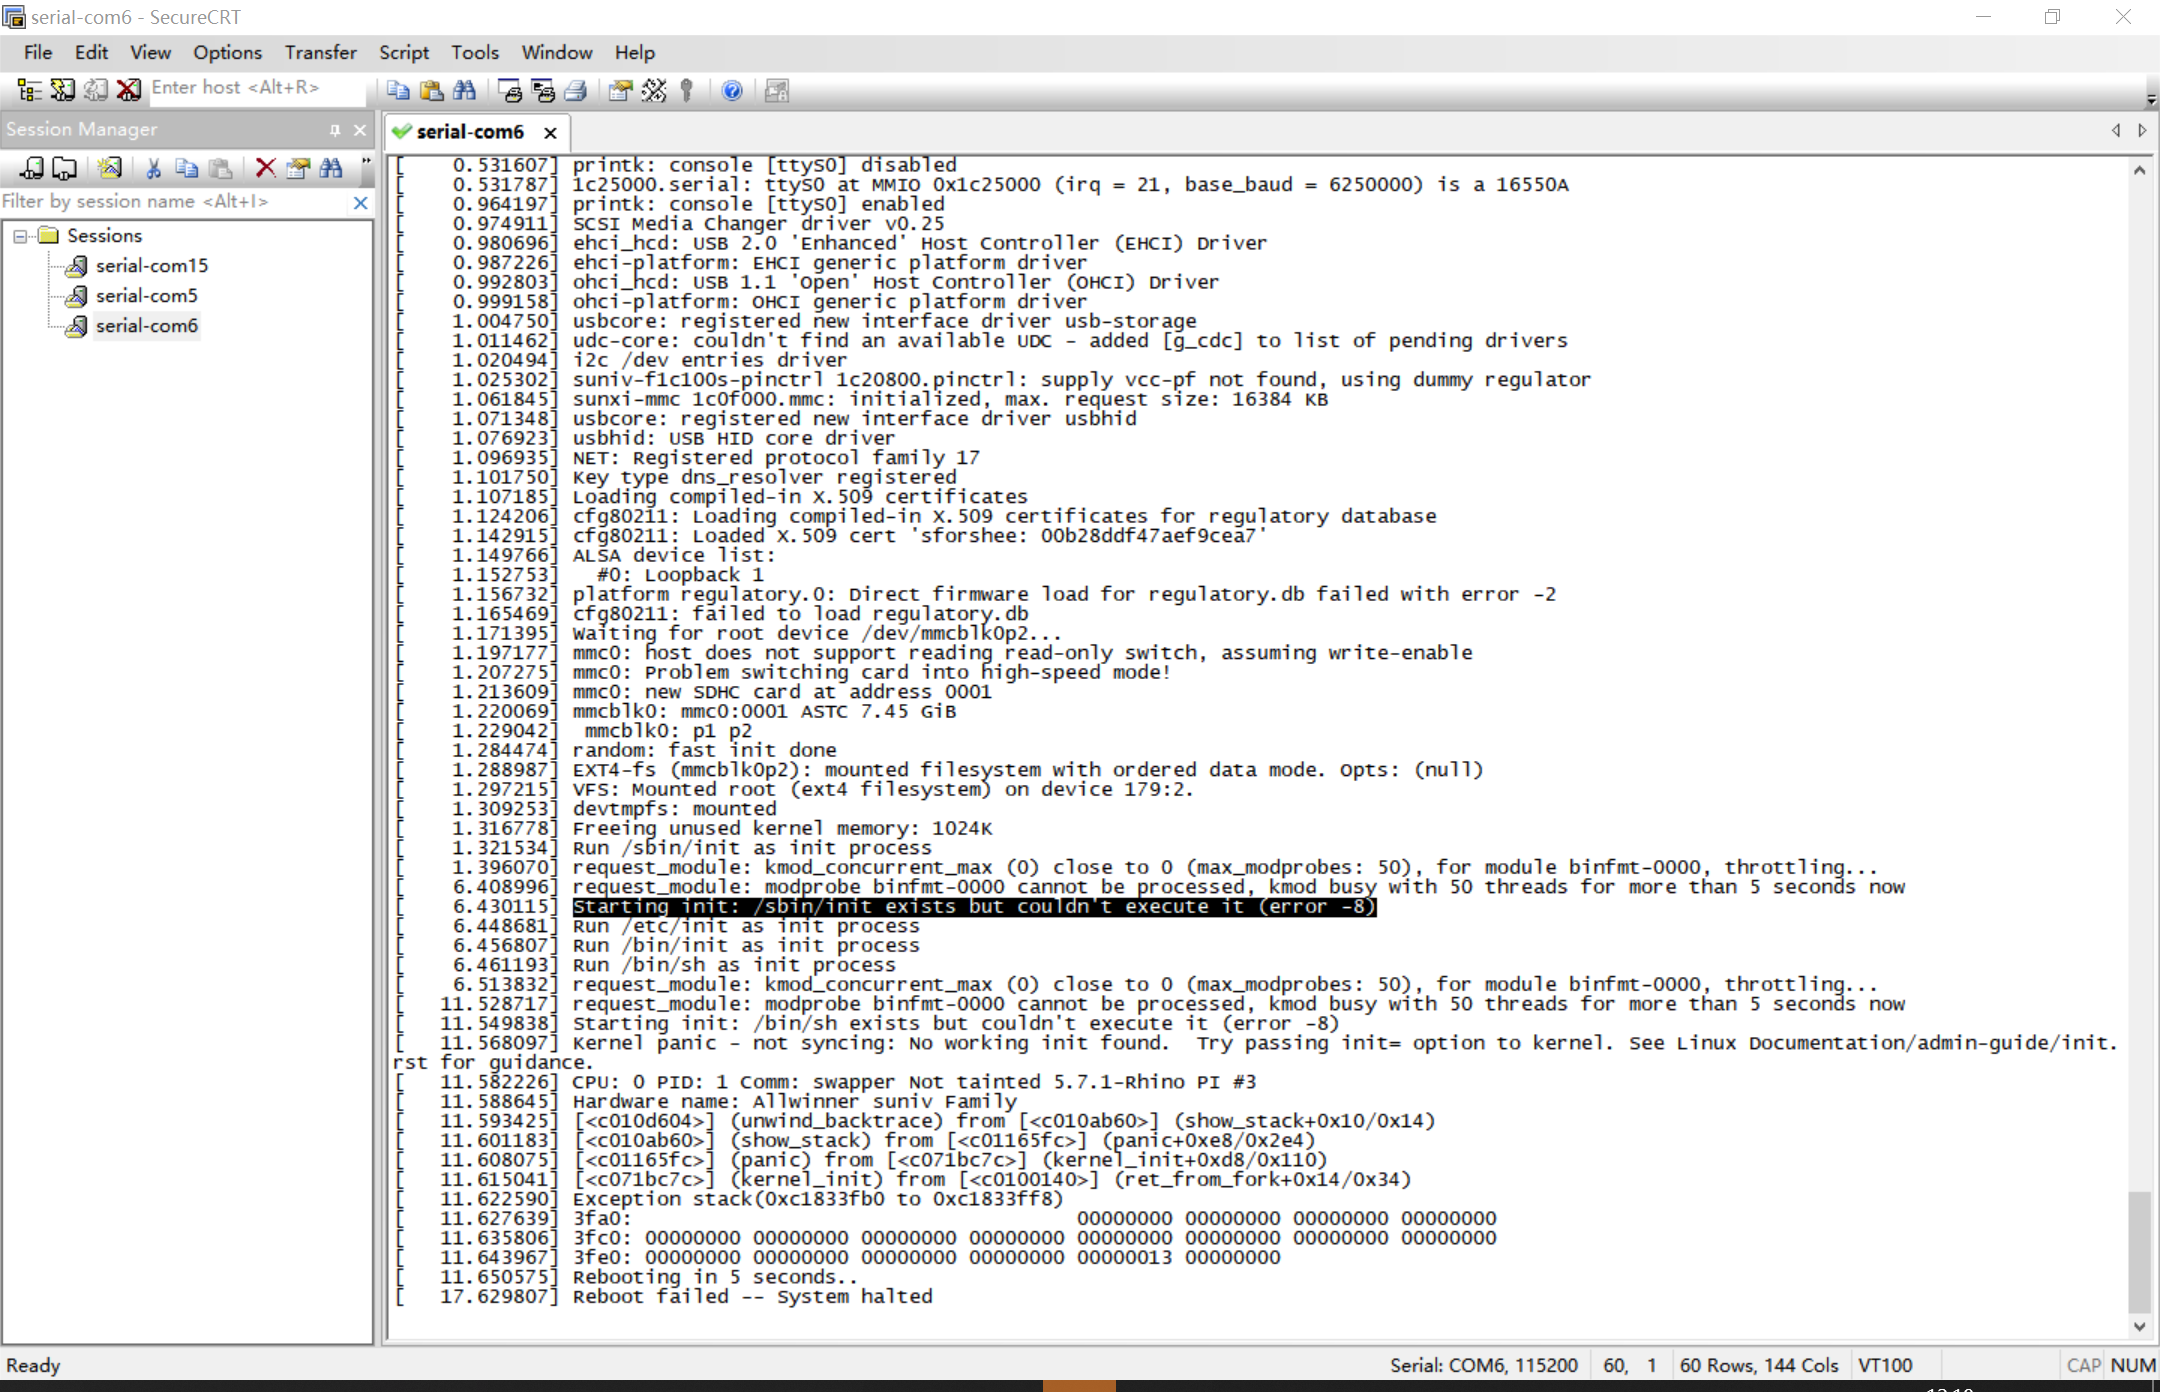 serial-com6 - SecureCRT
File Edit View Options Transfer Script Tools Window Help
Enter host <Alt+R>
Session Manager
serial-com6
Filter by session name <Alt+I>
Sessions
serial-com15
serial-com5
serial-com6
[    0.531607] printk: console [ttyS0] disabled
[    0.531787] 1c25000.serial: ttyS0 at MMIO 0x1c25000 (irq = 21, base_baud = 6250000) is a 16550A
[    0.964197] printk: console [ttyS0] enabled
[    0.974911] SCSI Media Changer driver v0.25
[    0.980696] ehci_hcd: USB 2.0 'Enhanced' Host Controller (EHCI) Driver
[    0.987226] ehci-platform: EHCI generic platform driver
[    0.992803] ohci_hcd: USB 1.1 'Open' Host Controller (OHCI) Driver
[    0.999158] ohci-platform: OHCI generic platform driver
[    1.004750] usbcore: registered new interface driver usb-storage
[    1.011462] udc-core: couldn't find an available UDC - added [g_cdc] to list of pending drivers
[    1.020494] i2c /dev entries driver
[    1.025302] suniv-f1c100s-pinctrl 1c20800.pinctrl: supply vcc-pf not found, using dummy regulator
[    1.061845] sunxi-mmc 1c0f000.mmc: initialized, max. request size: 16384 KB
[    1.071348] usbcore: registered new interface driver usbhid
[    1.076923] usbhid: USB HID core driver
[    1.096935] NET: Registered protocol family 17
[    1.101750] Key type dns_resolver registered
[    1.107185] Loading compiled-in X.509 certificates
[    1.124206] cfg80211: Loading compiled-in X.509 certificates for regulatory database
[    1.142915] cfg80211: Loaded X.509 cert 'sforshee: 00b28ddf47aef9cea7'
[    1.149766] ALSA device list:
[    1.152753]   #0: Loopback 1
[    1.156732] platform regulatory.0: Direct firmware load for regulatory.db failed with error -2
[    1.165469] cfg80211: failed to load regulatory.db
[    1.171395] Waiting for root device /dev/mmcblk0p2...
[    1.197177] mmc0: host does not support reading read-only switch, assuming write-enable
[    1.207275] mmc0: Problem switching card into high-speed mode!
[    1.213609] mmc0: new SDHC card at address 0001
[    1.220069] mmcblk0: mmc0:0001 ASTC 7.45 GiB
[    1.229042]  mmcblk0: p1 p2
[    1.284474] random: fast init done
[    1.288987] EXT4-fs (mmcblk0p2): mounted filesystem with ordered data mode. Opts: (null)
[    1.297215] VFS: Mounted root (ext4 filesystem) on device 179:2.
[    1.309253] devtmpfs: mounted
[    1.316778] Freeing unused kernel memory: 1024K
[    1.321534] Run /sbin/init as init process
[    1.396070] request_module: kmod_concurrent_max (0) close to 0 (max_modprobes: 50), for module binfmt-0000, throttling...
[    6.408996] request_module: modprobe binfmt-0000 cannot be processed, kmod busy with 50 threads for more than 5 seconds now
[    6.430115] Starting init: /sbin/init exists but couldn't execute it (error -8)
[    6.448681] Run /etc/init as init process
[    6.456807] Run /bin/init as init process
[    6.461193] Run /bin/sh as init process
[    6.513832] request_module: kmod_concurrent_max (0) close to 0 (max_modprobes: 50), for module binfmt-0000, throttling...
[   11.528717] request_module: modprobe binfmt-0000 cannot be processed, kmod busy with 50 threads for more than 5 seconds now
[   11.549838] Starting init: /bin/sh exists but couldn't execute it (error -8)
[   11.568097] Kernel panic - not syncing: No working init found.  Try passing init= option to kernel. See Linux Documentation/admin-guide/init.
rst for guidance.
[   11.582226] CPU: 0 PID: 1 Comm: swapper Not tainted 5.7.1-Rhino PI #3
[   11.588645] Hardware name: Allwinner suniv Family
[   11.593425] [<c010d604>] (unwind_backtrace) from [<c010ab60>] (show_stack+0x10/0x14)
[   11.601183] [<c010ab60>] (show_stack) from [<c01165fc>] (panic+0xe8/0x2e4)
[   11.608075] [<c01165fc>] (panic) from [<c071bc7c>] (kernel_init+0xd8/0x110)
[   11.615041] [<c071bc7c>] (kernel_init) from [<c0100140>] (ret_from_fork+0x14/0x34)
[   11.622590] Exception stack(0xc1833fb0 to 0xc1833ff8)
[   11.627639] 3fa0:                                     00000000 00000000 00000000 00000000
[   11.635806] 3fc0: 00000000 00000000 00000000 00000000 00000000 00000000 00000000 00000000
[   11.643967] 3fe0: 00000000 00000000 00000000 00000000 00000013 00000000
[   11.650575] Rebooting in 5 seconds..
[   17.629807] Reboot failed -- System halted
Ready
Serial: COM6, 115200 60, 1 60 Rows, 144 Cols VT100 CAP NUM